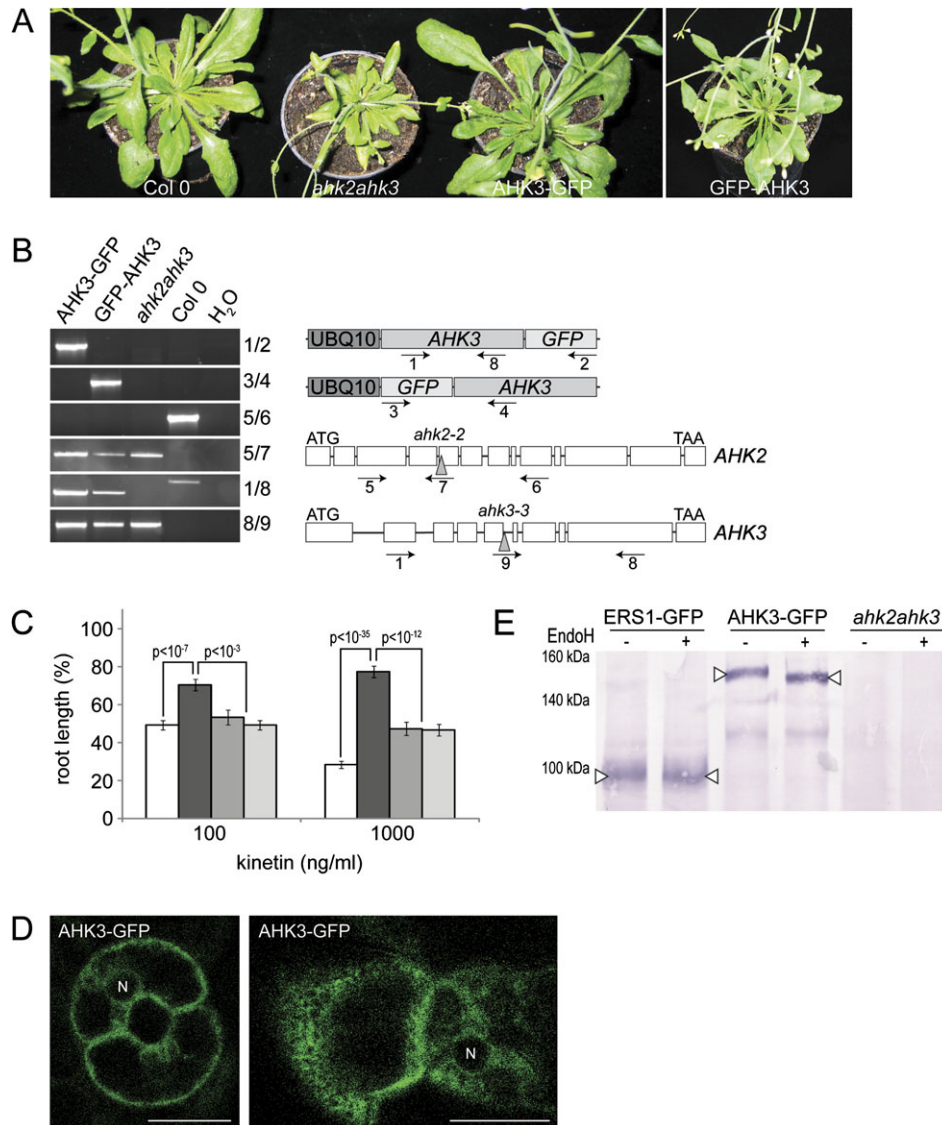 A
Col 0
ahk2ahk3
AHK3-GFP
GFP-AHK3
B
AHK3-GFP
GFP-AHK3
ahk2ahk3
Col 0
H2O
1/2
3/4
5/6
5/7
1/8
8/9
UBQ10 AHK3 GFP
1 8 2
UBQ10 GFP AHK3
3 4
ATG ahk2-2 TAA
AHK2
5 7 6
ATG ahk3-3 TAA
AHK3
1 9 8
C
root length (%)
100
80
60
40
20
0
p<10-7
p<10-3
p<10-35
p<10-12
100 1000
kinetin (ng/ml)
E
ERS1-GFP AHK3-GFP ahk2ahk3
EndoH - + - + - +
160 kDa
140 kDa
100 kDa
D
AHK3-GFP
N
AHK3-GFP
N